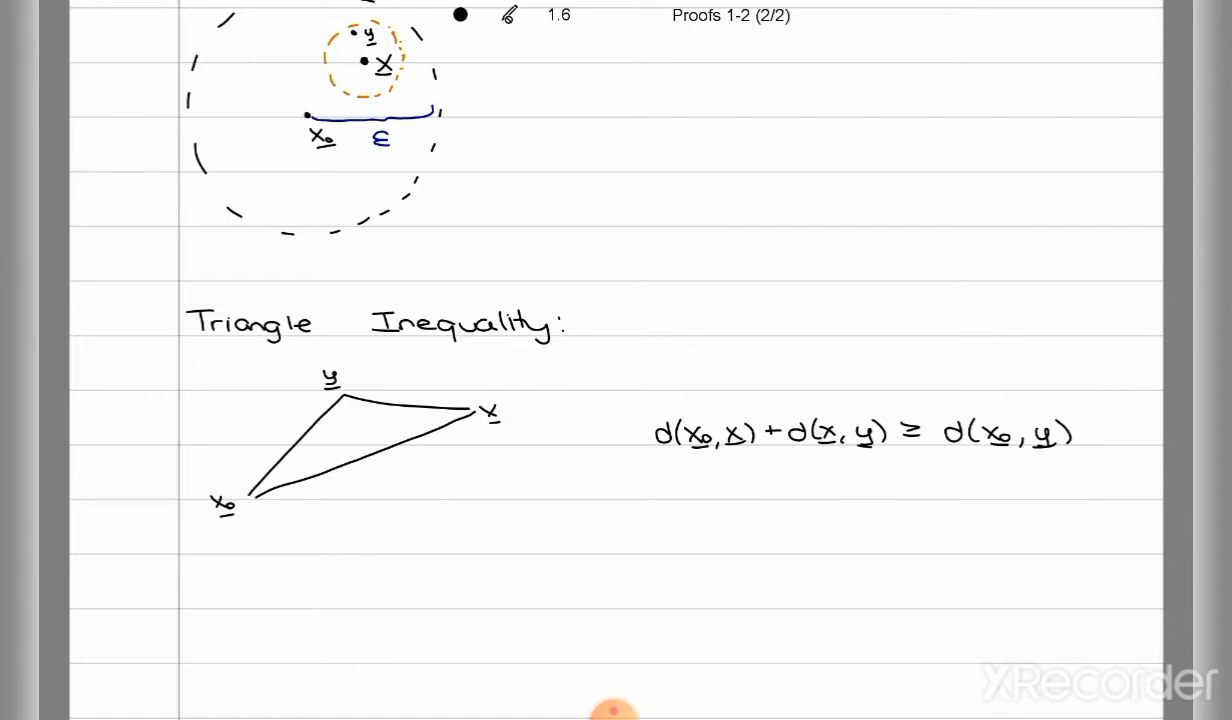 1.6 Proofs 1-2 (2/2)
y
x
x₀ ε
Triangle Inequality:
y
x
d(x₀, x) + d(x, y) ≥ d(x₀, y)
x₀
XRecorder